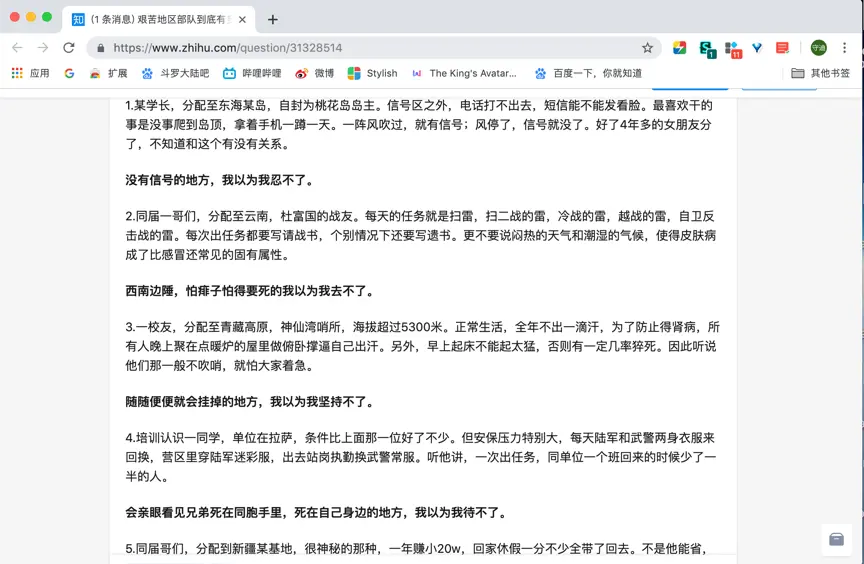 (1 条消息) 艰苦地区部队到底有
https://www.zhihu.com/question/31328514
守道
应用 扩展 斗罗大陆吧 哔哩哔哩 微博 Stylish The King's Avatar... 百度一下，你就知道 其他书签
1.某学长，分配至东海某岛，自封为桃花岛岛主。信号区之外，电话打不出去，短信能不能发看脸。最喜欢干的
事是没事爬到岛顶，拿着手机一蹲一天。一阵风吹过，就有信号；风停了，信号就没了。好了4年多的女朋友分
了，不知道和这个有没有关系。
没有信号的地方，我以为我忍不了。
2.同届一哥们，分配至云南，杜富国的战友。每天的任务就是扫雷，扫二战的雷，冷战的雷，越战的雷，自卫反
击战的雷。每次出任务都要写请战书，个别情况下还要写遗书。更不要说闷热的天气和潮湿的气候，使得皮肤病
成了比感冒还常见的固有属性。
西南边陲，怕痱子怕得要死的我以为我去不了。
3.一校友，分配至青藏高原，神仙湾哨所，海拔超过5300米。正常生活，全年不出一滴汗，为了防止得肾病，所
有人晚上聚在点暖炉的屋里做俯卧撑逼自己出汗。另外，早上起床不能起太猛，否则有一定几率猝死。因此听说
他们那一般不吹哨，就怕大家着急。
随随便便就会挂掉的地方，我以为我坚持不了。
4.培训认识一同学，单位在拉萨，条件比上面那一位好了不少。但安保压力特别大，每天陆军和武警两身衣服来
回换，营区里穿陆军迷彩服，出去站岗执勤换武警常服。听他讲，一次出任务，同单位一个班回来的时候少了一
半的人。
会亲眼看见兄弟死在同胞手里，死在自己身边的地方，我以为我待不了。
5.同届哥们，分配到新疆某基地，很神秘的那种，一年赚小20w，回家休假一分不少全带了回去。不是他能省，